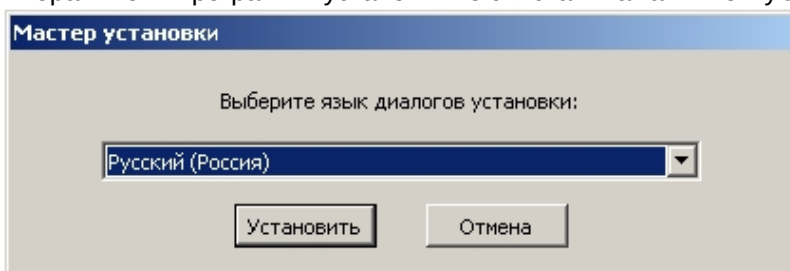 Мастер установки
Выберите язык диалогов установки:
Русский (Россия)
Установить Отмена